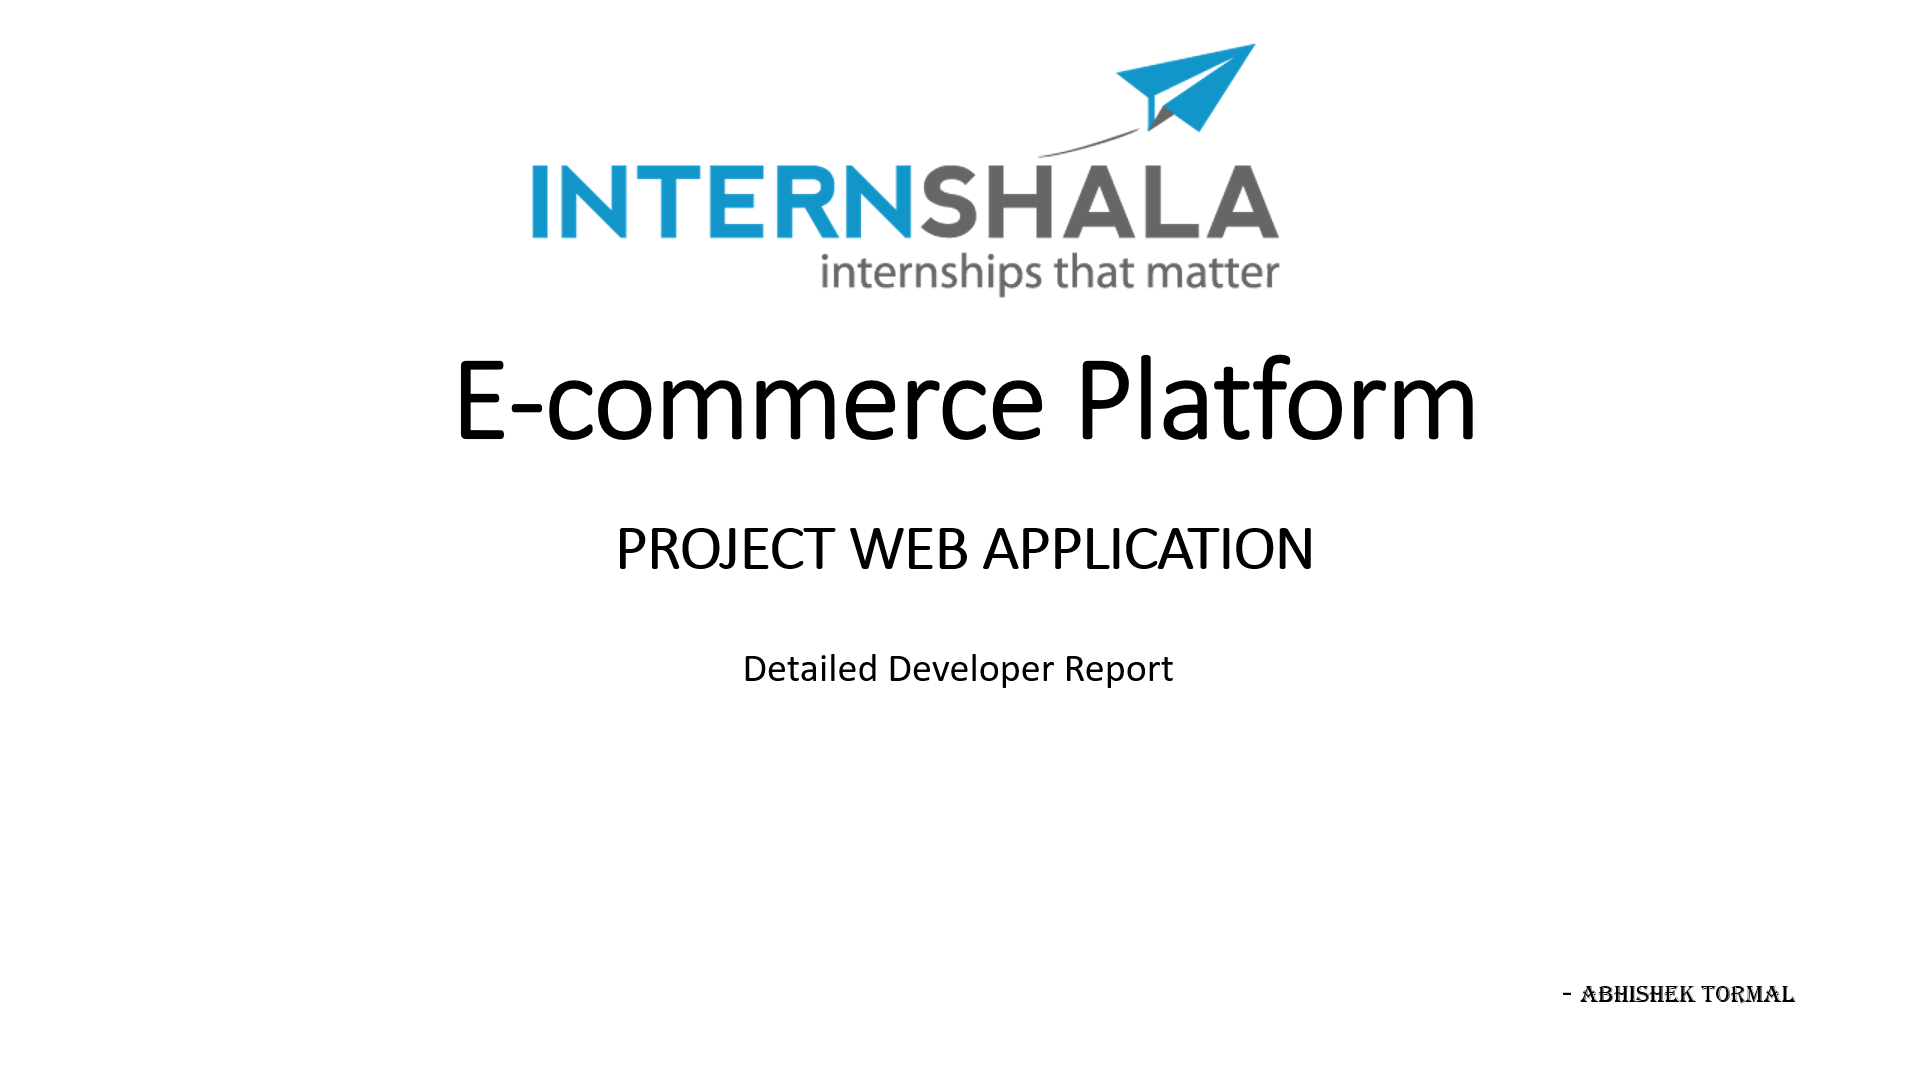 INTERNSHALA
internships that matter
E-commerce Platform
PROJECT WEB APPLICATION
Detailed Developer Report
- ABHISHEK TORMAL